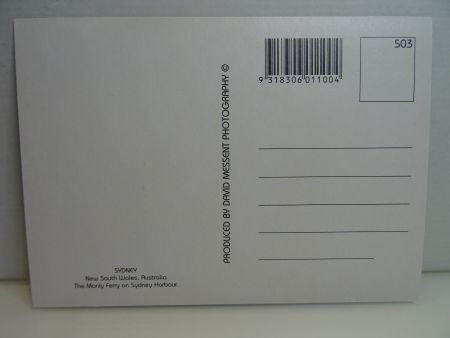 503
9 318306 011004
PRODUCED BY DAVID MESSENT PHOTOGRAPHY ©
SYDNEY
New South Wales, Australia
The Manly Ferry on Sydney Harbour